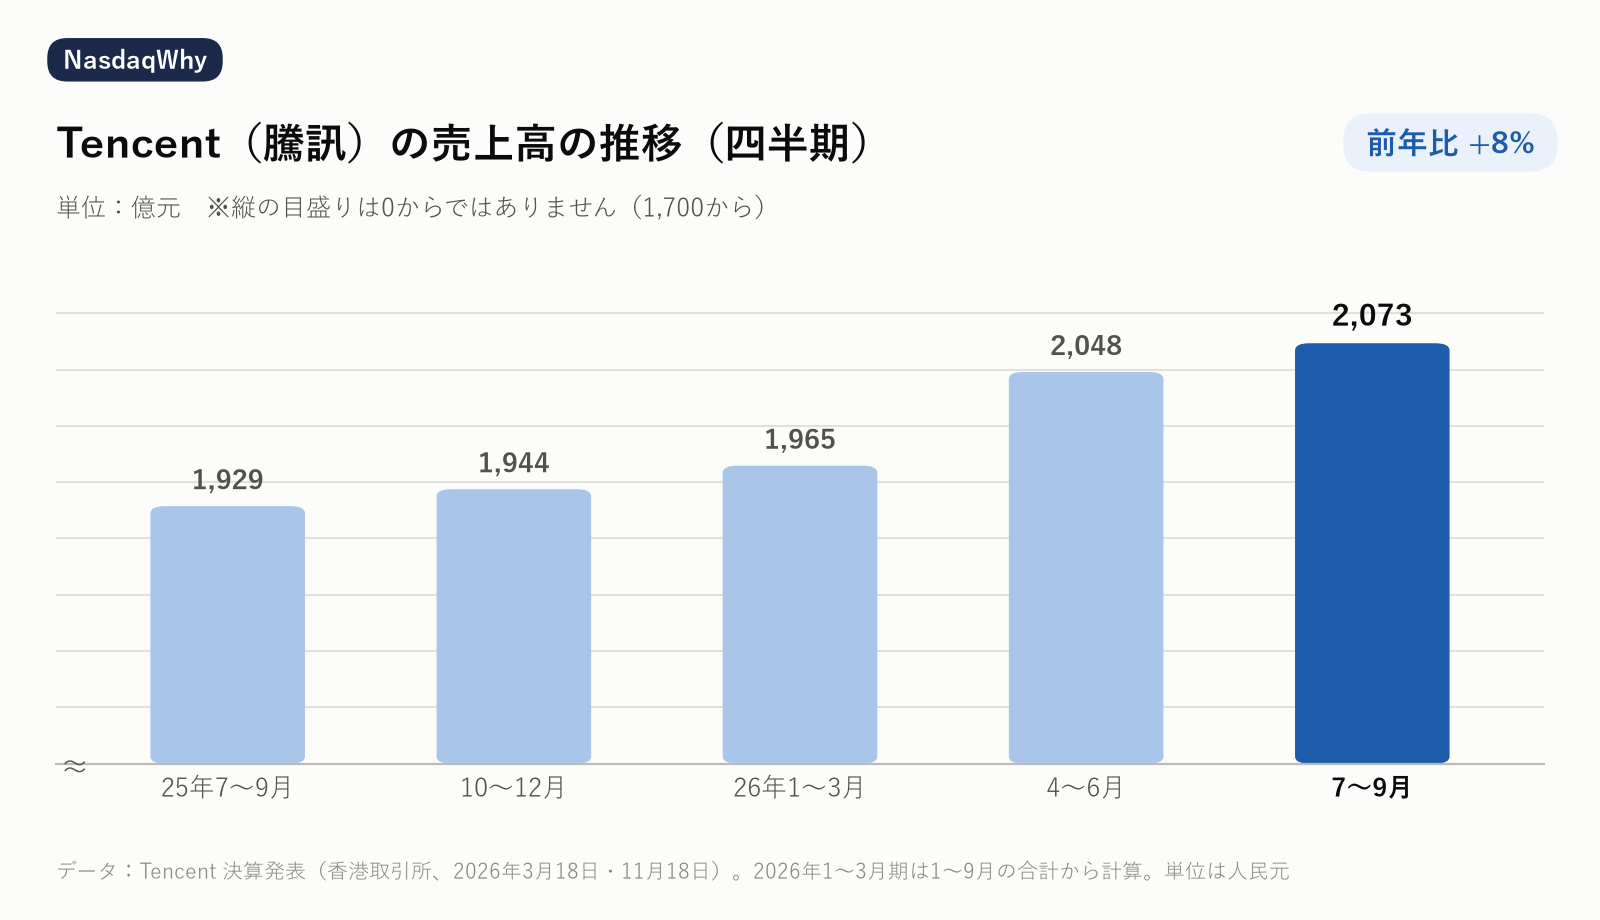 NasdaqWhy
Tencent（騰訊）の売上高の推移（四半期）
前年比 +8%
単位：億元　※縦の目盛りは0からではありません（1,700から）
1,929
1,944
1,965
2,048
2,073
≈
25年7〜9月
10〜12月
26年1〜3月
4〜6月
7〜9月
データ：Tencent 決算発表（香港取引所、2026年3月18日・11月18日）。2026年1〜3月期は1〜9月の合計から計算。単位は人民元